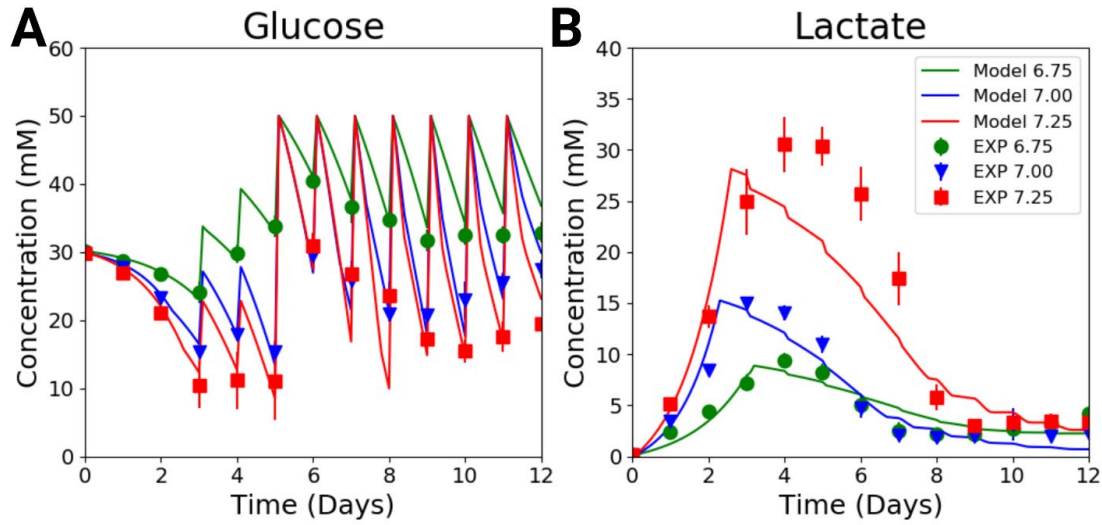 A
Glucose
Concentration (mM)
60
50
40
30
20
10
0
0 2 4 6 8 10 12
Time (Days)
B
Lactate
Concentration (mM)
40
35
30
25
20
15
10
5
0
0 2 4 6 8 10 12
Time (Days)
Model 6.75
Model 7.00
Model 7.25
EXP 6.75
EXP 7.00
EXP 7.25